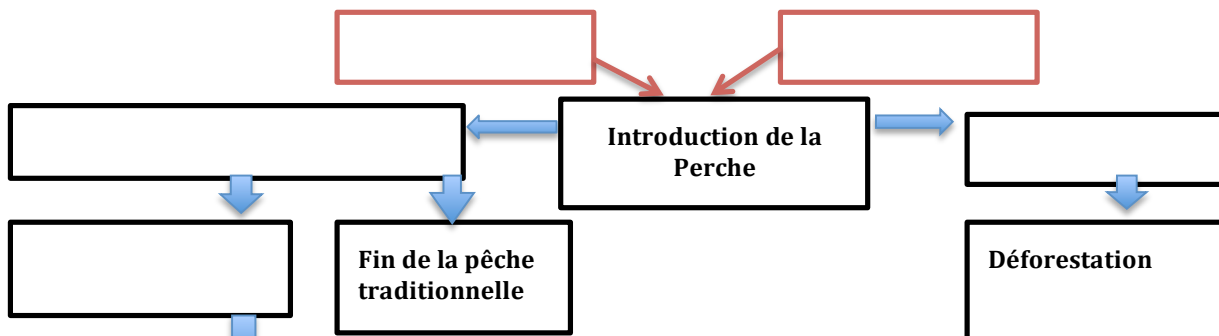 Introduction de la
Perche
Fin de la pêche
traditionnelle
Déforestation